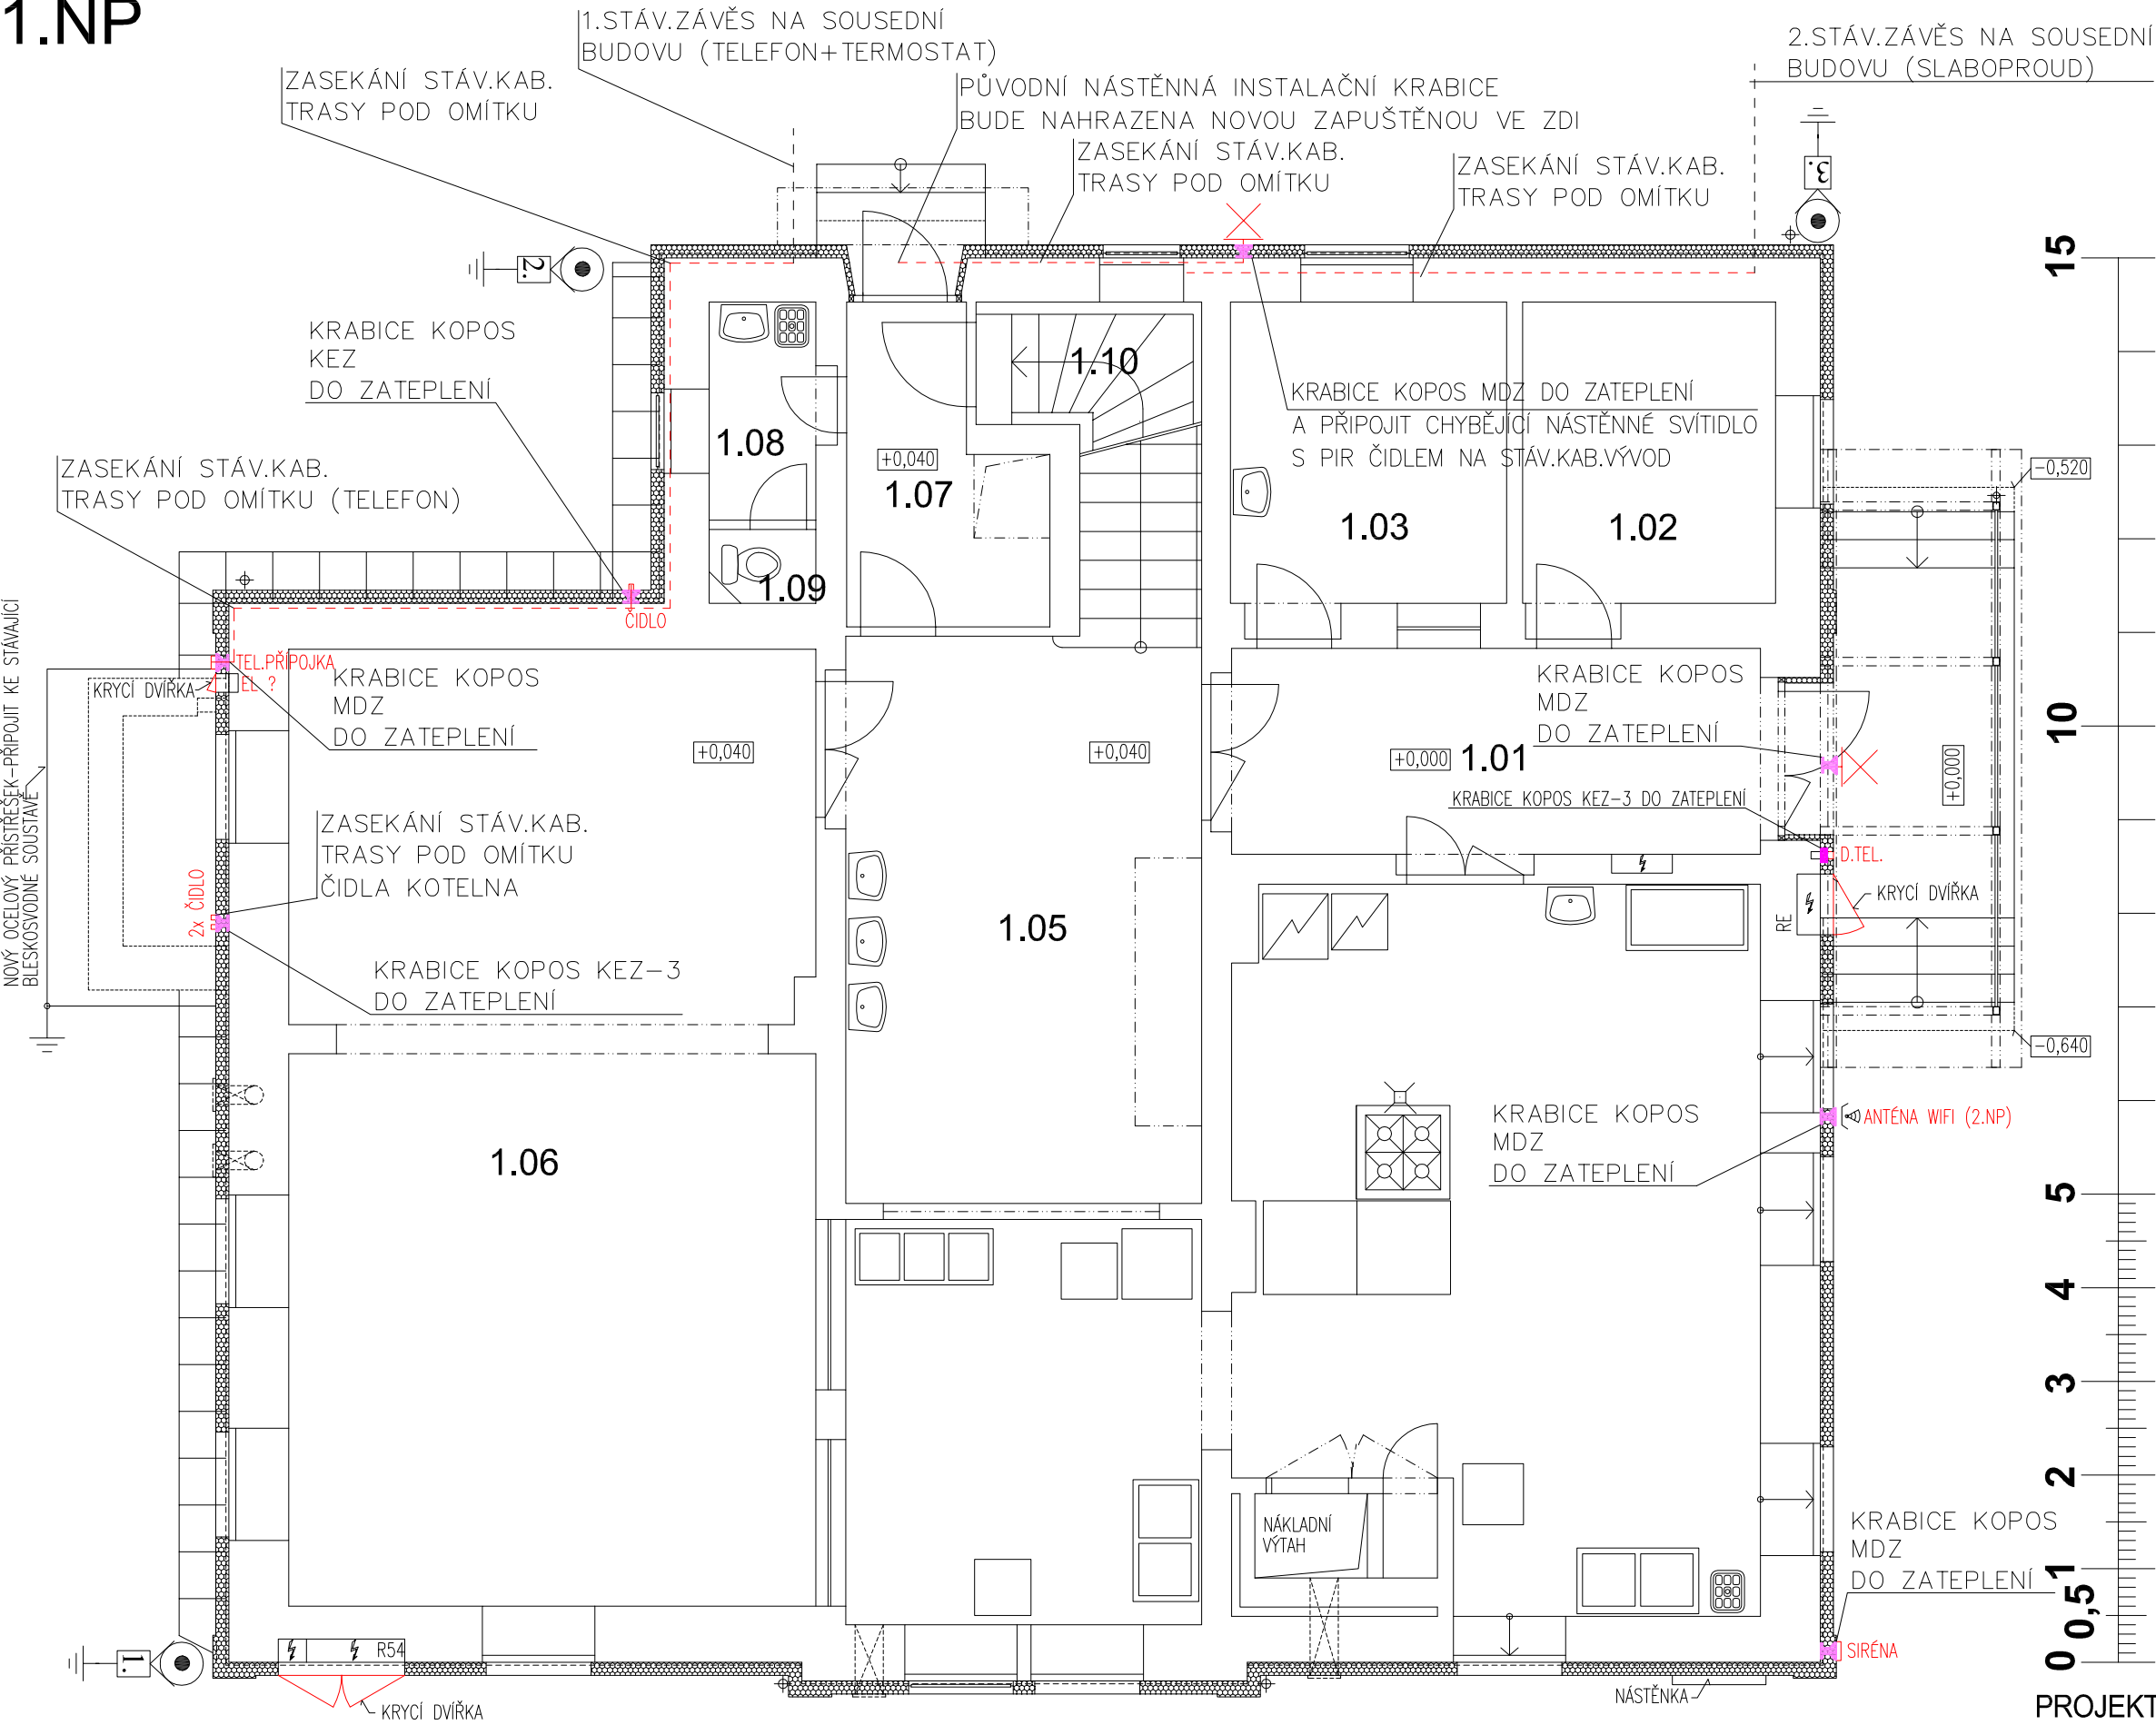 1.NP
1.STÁV.ZÁVĚS NA SOUSEDNÍ
BUDOVU (TELEFON+TERMOSTAT)
2.STÁV.ZÁVĚS NA SOUSEDNÍ
BUDOVU (SLABOPROUD)
ZASEKÁNÍ STÁV.KAB.
TRASY POD OMÍTKU
PŮVODNÍ NÁSTĚNNÁ INSTALAČNÍ KRABICE
BUDE NAHRAZENA NOVOU ZAPUŠTĚNOU VE ZDI
ZASEKÁNÍ STÁV.KAB.
TRASY POD OMÍTKU
ZASEKÁNÍ STÁV.KAB.
TRASY POD OMÍTKU
3.
2.
15
KRABICE KOPOS
KEZ
DO ZATEPLENÍ
1.10
KRABICE KOPOS MDZ DO ZATEPLENÍ
A PŘIPOJIT CHYBĚJÍCÍ NÁSTĚNNÉ SVÍTIDLO
S PIR ČIDLEM NA STÁV.KAB.VÝVOD
1.08
+0,040
1.07
ZASEKÁNÍ STÁV.KAB.
TRASY POD OMÍTKU (TELEFON)
-0,520
1.03
1.02
1.09
ČIDLO
NOVÝ OCELOVÝ PŘÍSTŘEŠEK-PŘIPOJIT KE STÁVAJÍCÍ
BLESKOSVODNÉ SOUSTAVĚ
TEL.PŘÍPOJKA
KRYCÍ DVÍŘKA
EL ?
KRABICE KOPOS
MDZ
DO ZATEPLENÍ
KRABICE KOPOS
MDZ
DO ZATEPLENÍ
10
+0,040
+0,040
+0,000
1.01
+0,000
KRABICE KOPOS KEZ-3 DO ZATEPLENÍ
ZASEKÁNÍ STÁV.KAB.
TRASY POD OMÍTKU
ČIDLA KOTELNA
D.TEL.
KRYCÍ DVÍŘKA
RE
2x ČIDLO
1.05
KRABICE KOPOS KEZ-3
DO ZATEPLENÍ
-0,640
KRABICE KOPOS
MDZ
DO ZATEPLENÍ
ANTÉNA WIFI (2.NP)
1.06
5
4
3
2
NÁKLADNÍ
VÝTAH
KRABICE KOPOS
MDZ
DO ZATEPLENÍ
1
0,5
0
1.
R54
SIRÉNA
KRYCÍ DVÍŘKA
NÁSTĚNKA
PROJEKT